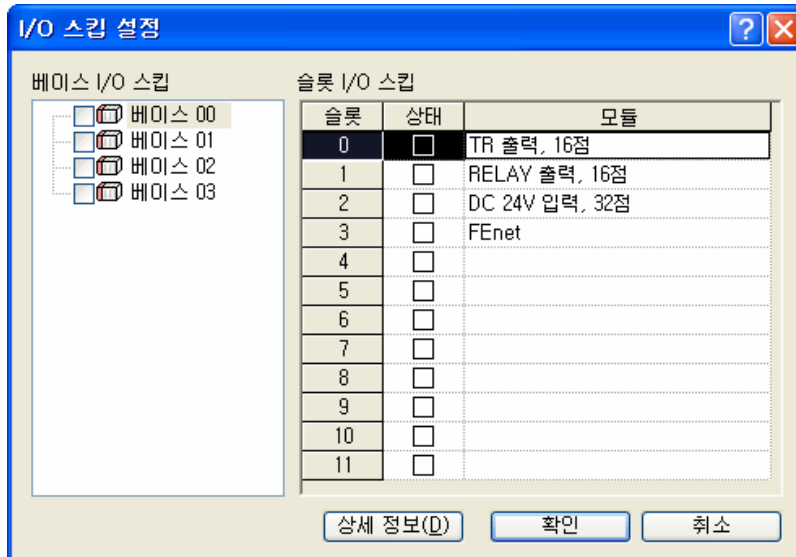 I/O 스킵 설정
베이스 I/O 스킵
베이스 00
베이스 01
베이스 02
베이스 03
슬롯 I/O 스킵
슬롯 상태 모듈
0 TR 출력, 16점
1 RELAY 출력, 16점
2 DC 24V 입력, 32점
3 FEnet
4
5
6
7
8
9
10
11
상세 정보(D) 확인 취소